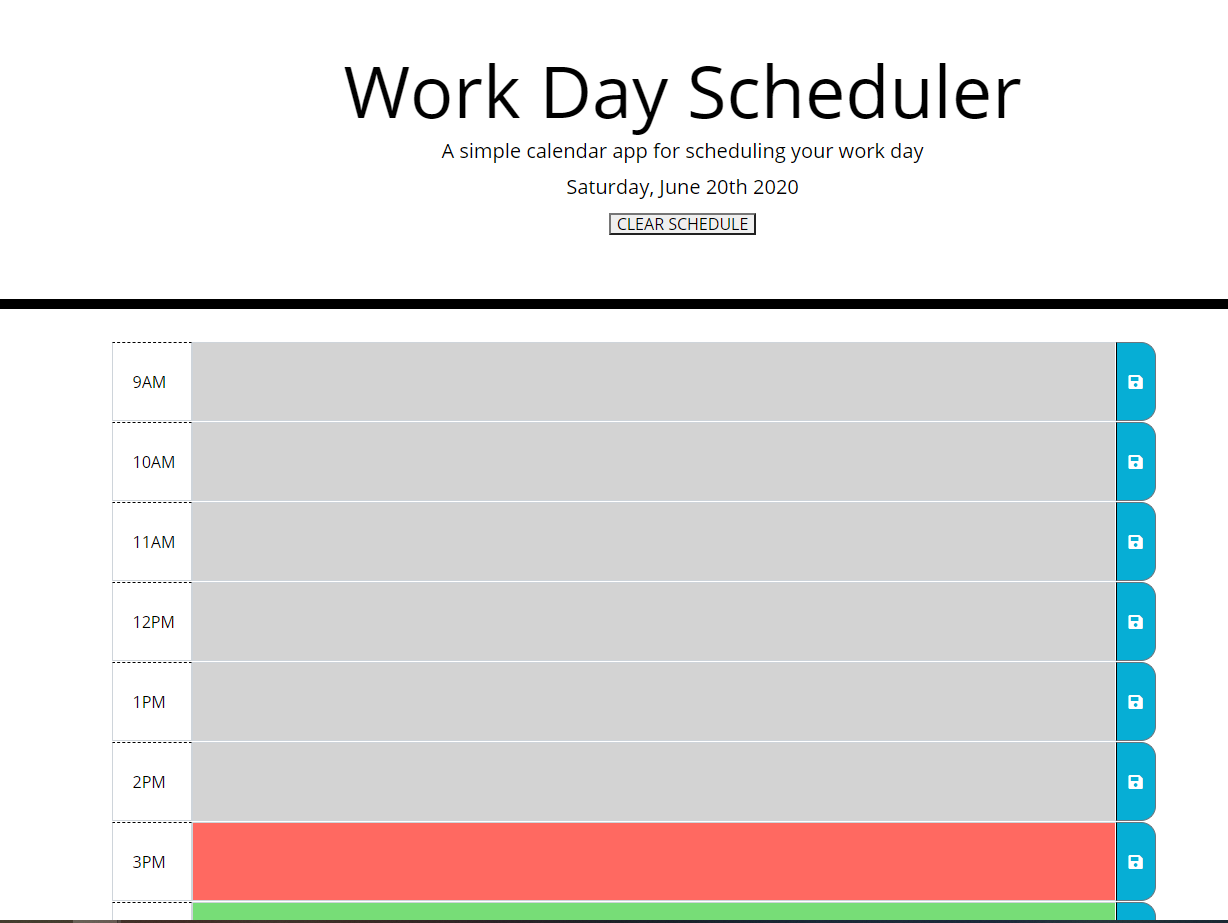 Work Day Scheduler
A simple calendar app for scheduling your work day
Saturday, June 20th 2020
CLEAR SCHEDULE
9AM
10AM
11AM
12PM
1PM
2PM
3PM